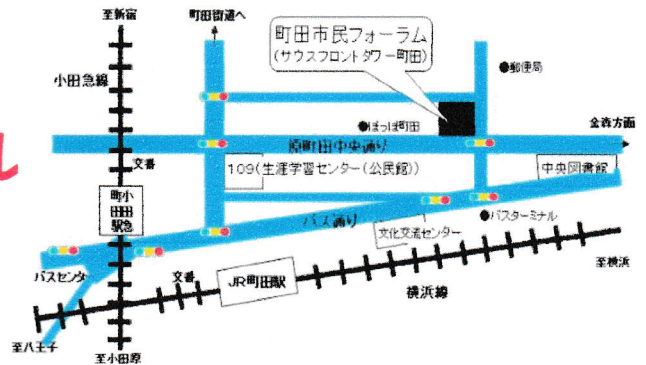 至新宿
町田街道へ
町田市民フォーラム
(サウスフロントタワー町田)
小田急線
●郵便局
●ぽっぽ町田
金森方面
原町田中央通り
交番
109(生涯学習センター(公民館))
中央図書館
小田急
町田駅
バス通り
●バスターミナル
文化交流センター
バスセンタ
交番
JR町田駅
横浜線
至横浜
至八王子
至小田原